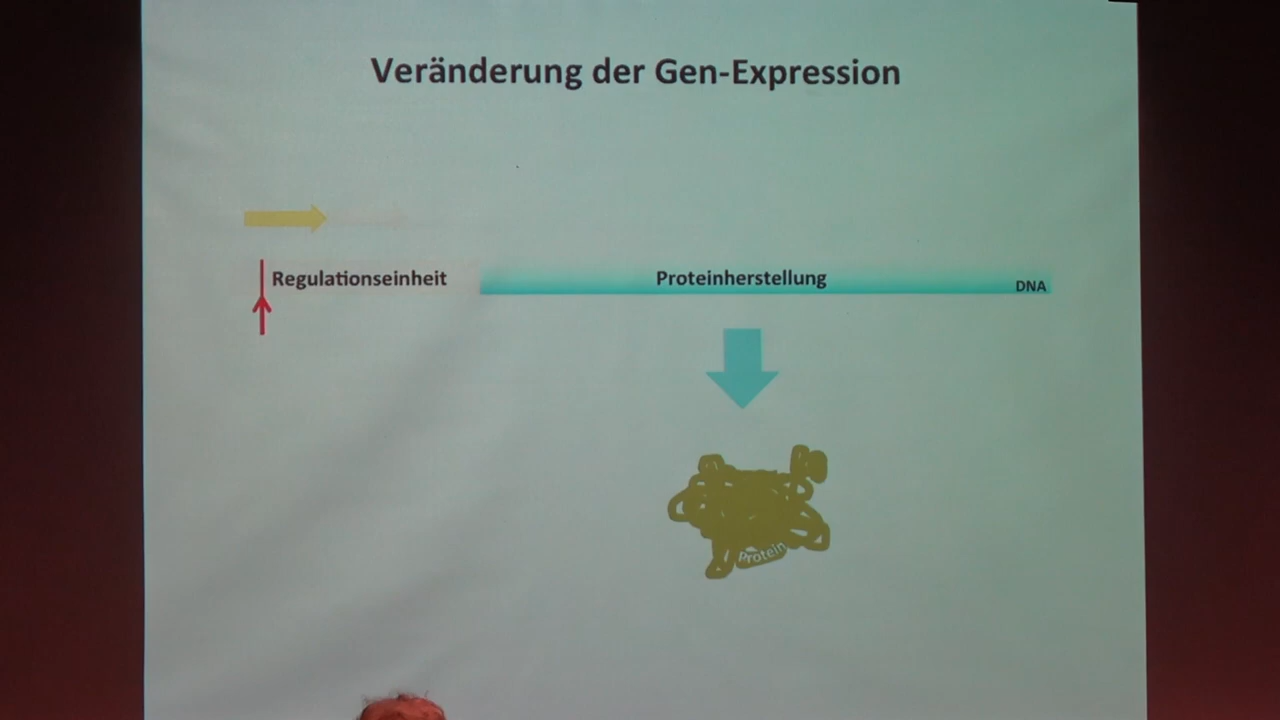 Veränderung der Gen-Expression
Regulationseinheit
Proteinherstellung
DNA
Protein